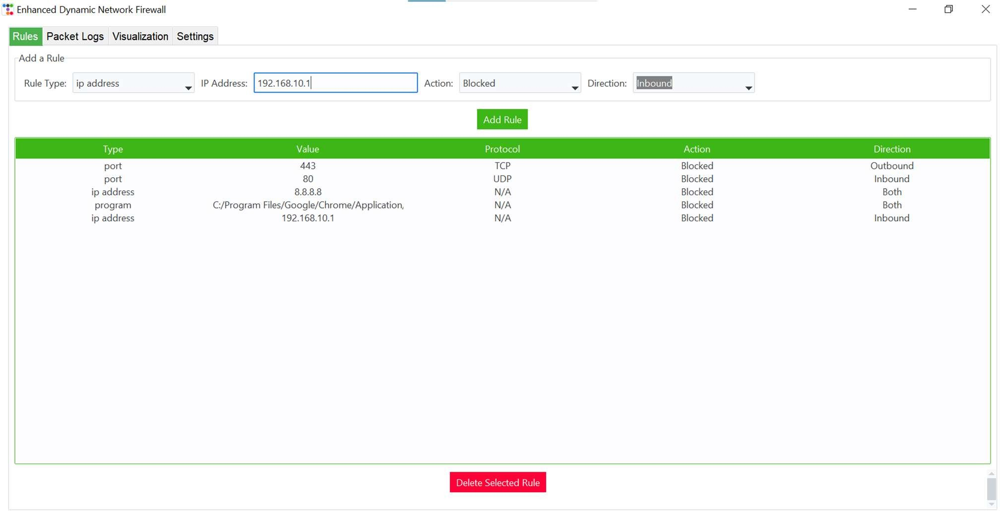 Enhanced Dynamic Network Firewall
Rules Packet Logs Visualization Settings
Add a Rule
Rule Type: ip address IP Address: 192.168.10.1 Action: Blocked Direction: Inbound
Add Rule
Type Value Protocol Action Direction
port 443 TCP Blocked Outbound
port 80 UDP Blocked Inbound
ip address 8.8.8.8 N/A Blocked Both
program C:/Program Files/Google/Chrome/Application, N/A Blocked Both
ip address 192.168.10.1 N/A Blocked Inbound
Delete Selected Rule